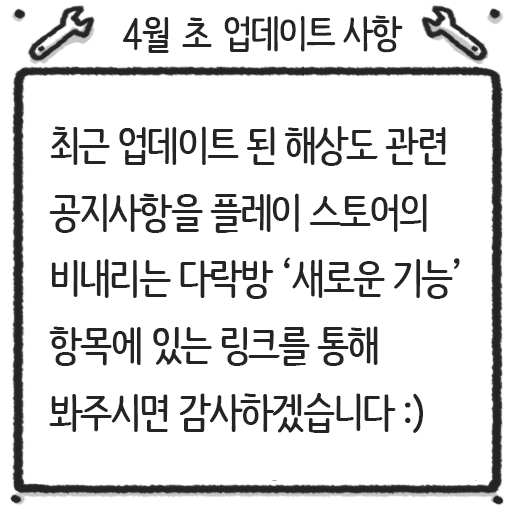 4월 초 업데이트 사항
최근 업데이트 된 해상도 관련
공지사항을 플레이 스토어의
비내리는 다락방 ‘새로운 기능’
항목에 있는 링크를 통해
봐주시면 감사하겠습니다 :)